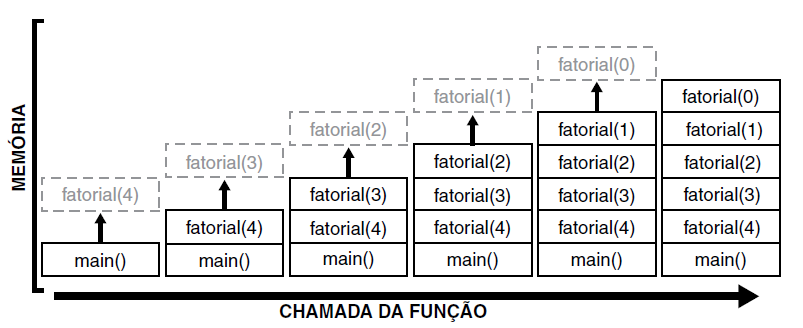 MEMÓRIA
fatorial(4)
main()
fatorial(3)
fatorial(4)
main()
fatorial(2)
fatorial(3)
fatorial(4)
main()
fatorial(1)
fatorial(2)
fatorial(3)
fatorial(4)
main()
fatorial(0)
fatorial(1)
fatorial(2)
fatorial(3)
fatorial(4)
main()
fatorial(0)
fatorial(1)
fatorial(2)
fatorial(3)
fatorial(4)
main()
CHAMADA DA FUNÇÃO